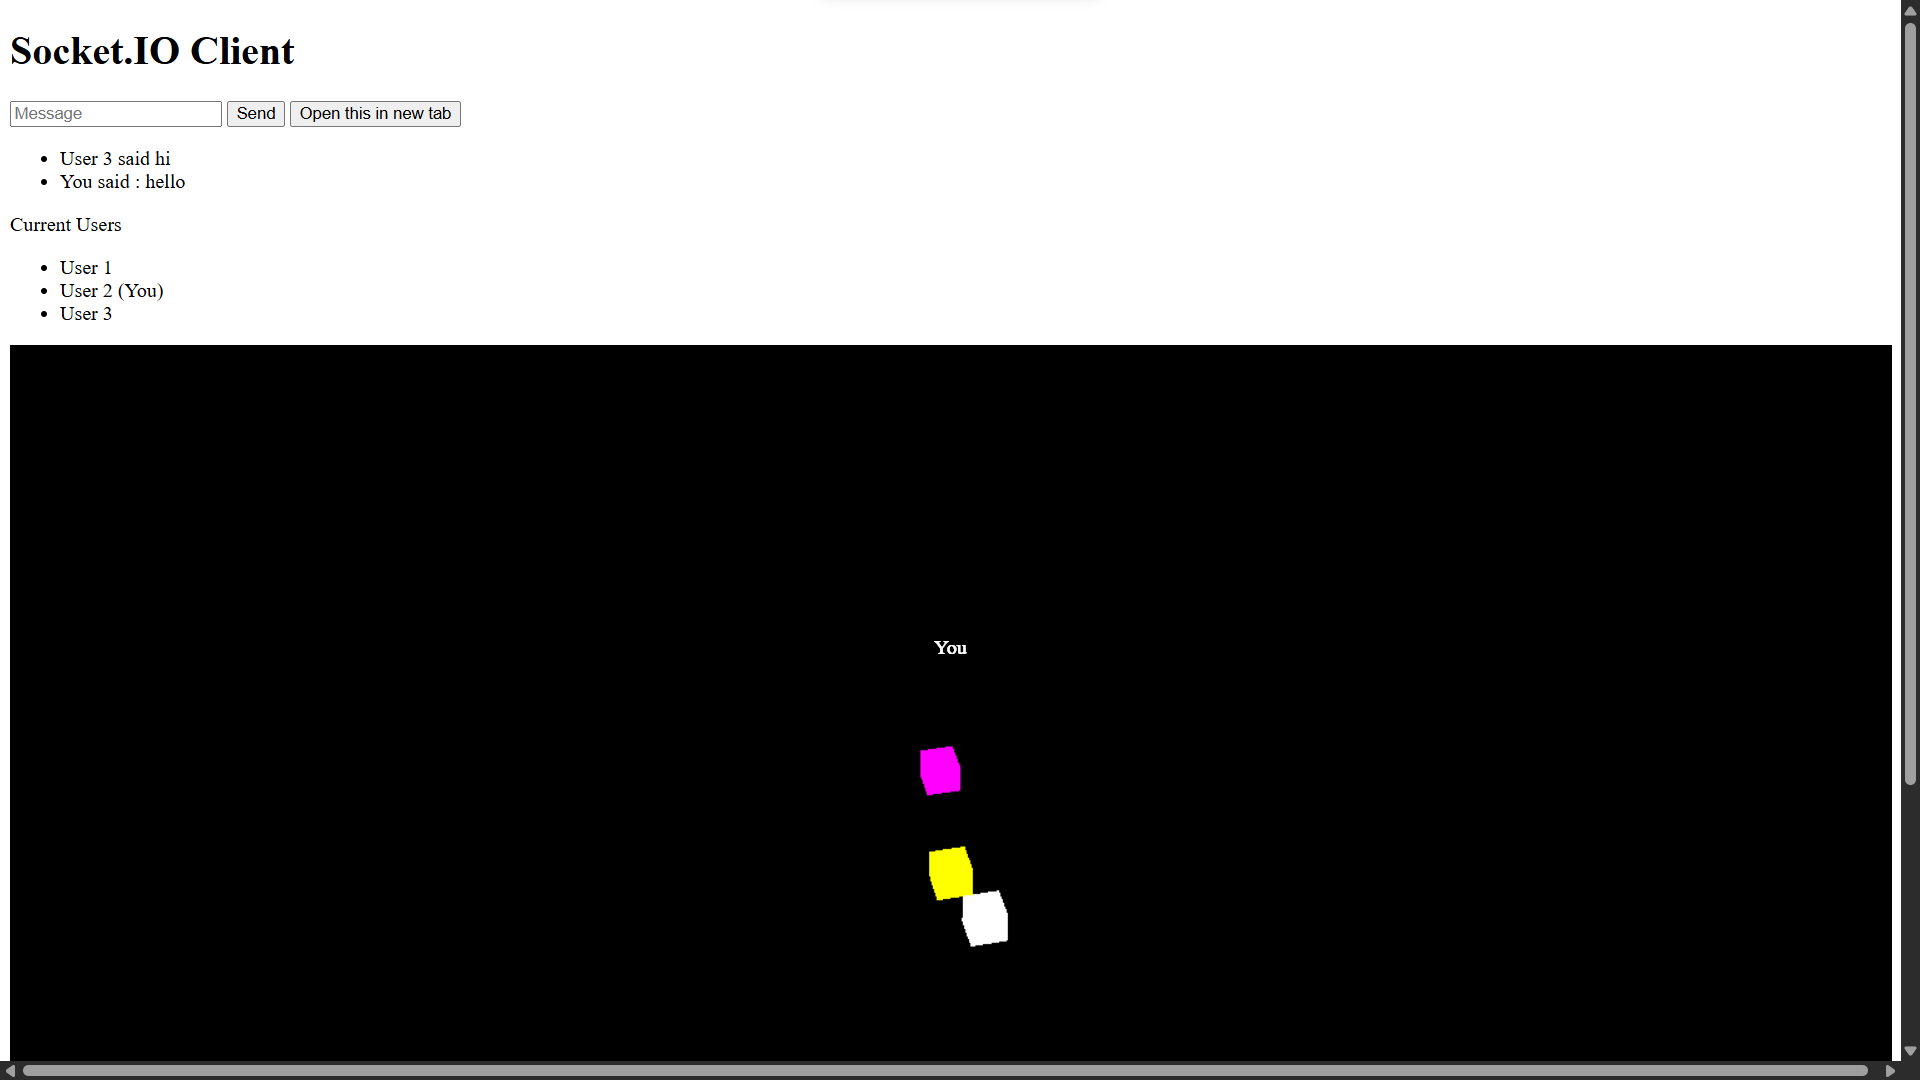 Socket.IO Client
Message Send Open this in new tab
User 3 said hi
You said : hello
Current Users
User 1
User 2 (You)
User 3
You